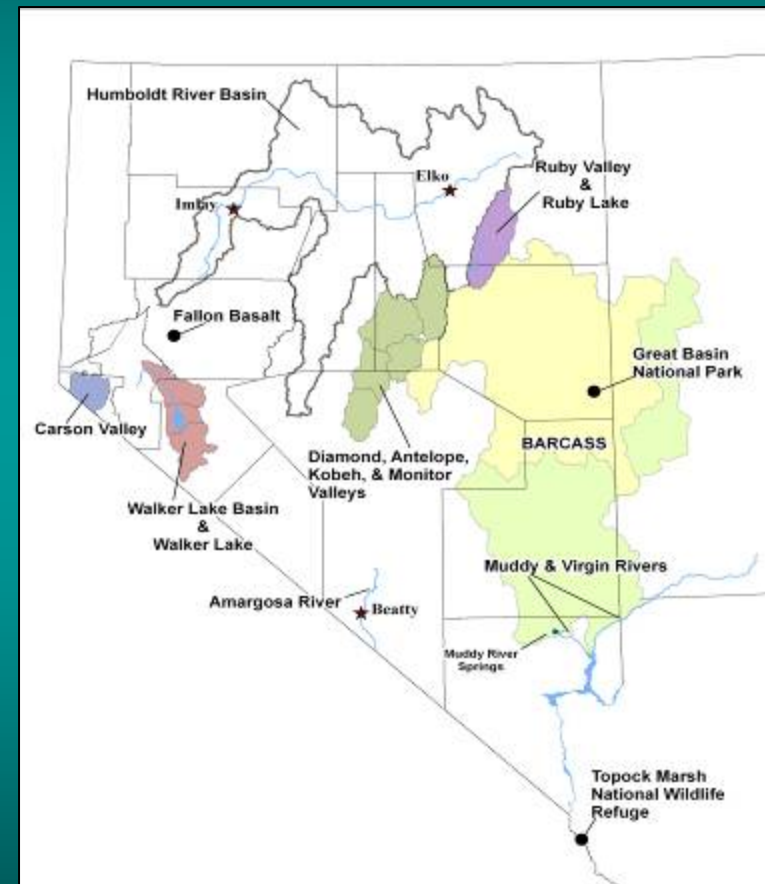 Humboldt River Basin
Elko
Ruby Valley
&
Ruby Lake
Imlay
Fallon Basalt
Great Basin
National Park
Carson Valley
BARCASS
Diamond, Antelope,
Kobeh, & Monitor
Valleys
Walker Lake Basin
&
Walker Lake
Muddy & Virgin Rivers
Amargosa River
Beatty
Muddy River
Springs
Topock Marsh
National Wildlife
Refuge